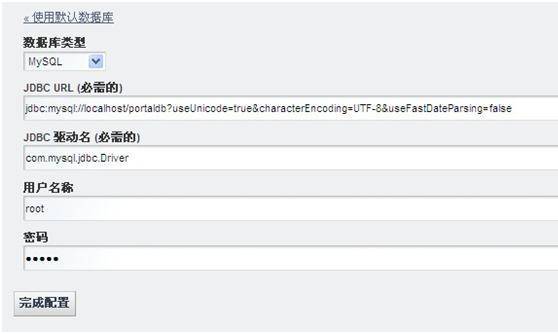 « 使用默认数据库
数据库类型
MySQL
JDBC URL (必需的)
jdbc:mysql://localhost/portaldb?useUnicode=true&characterEncoding=UTF-8&useFastDateParsing=false
JDBC 驱动名 (必需的)
com.mysql.jdbc.Driver
用户名称
root
密码
•••••
完成配置